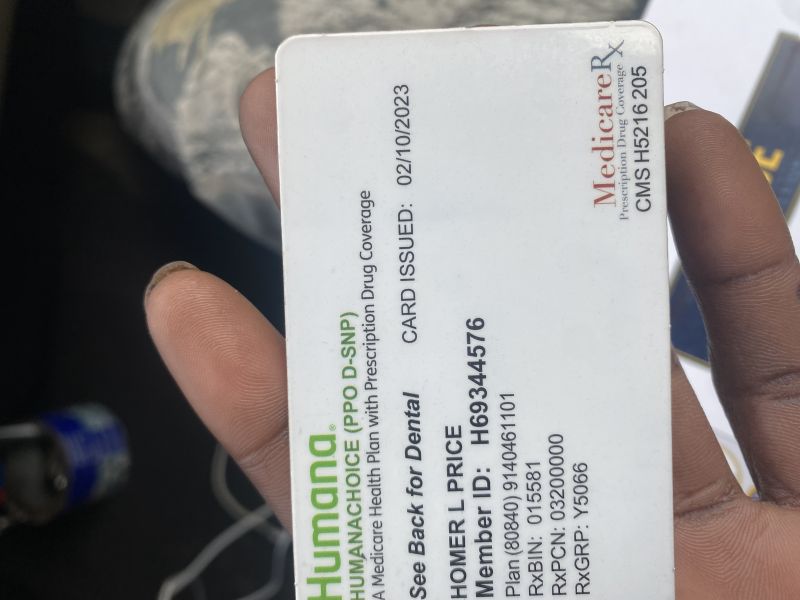 Humana®
HUMANACHOICE (PPO D-SNP)
A Medicare Health Plan with Prescription Drug Coverage
See Back for Dental CARD ISSUED: 02/10/2023
HOMER L PRICE
Member ID: H69344576
Plan (80840) 9140461101
RxBIN: 015581
RxPCN: 03200000
RxGRP: Y5066
MedicareRx
Prescription Drug Coverage
CMS H5216 205